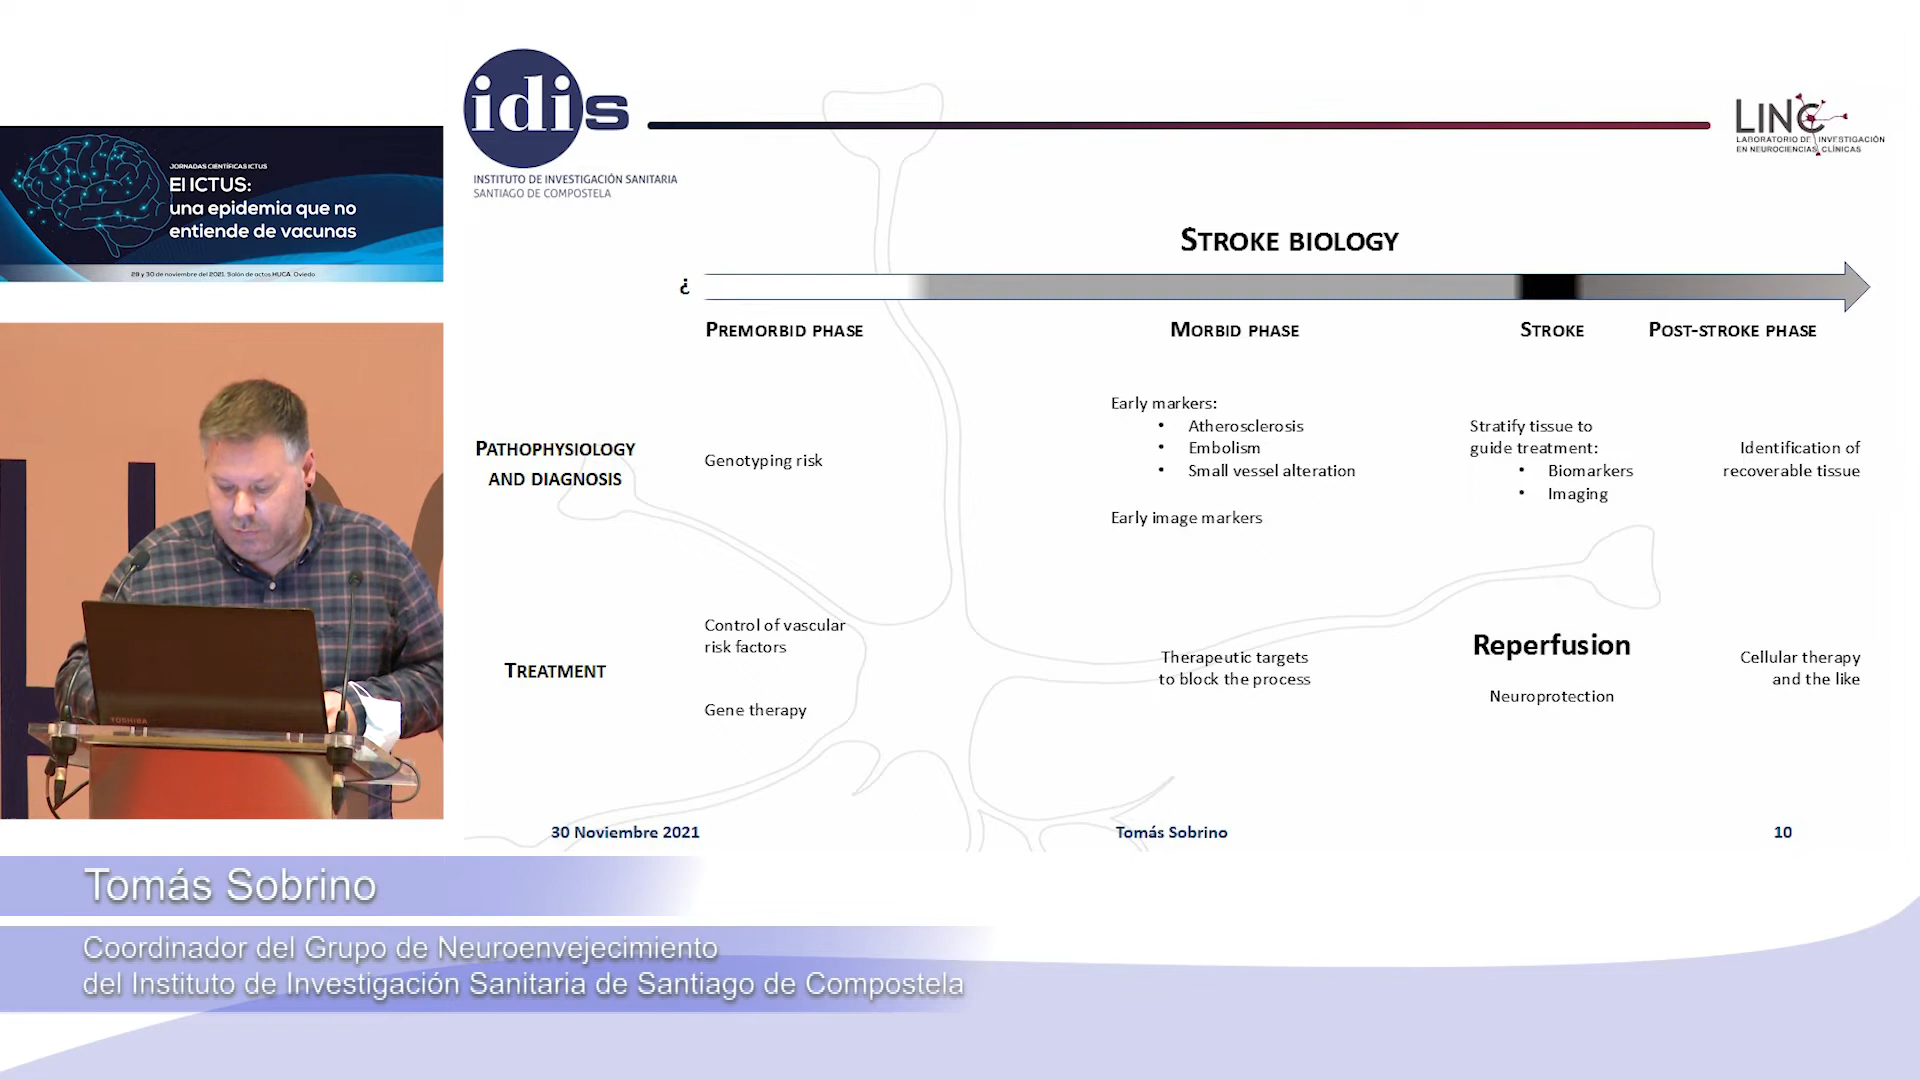 idis
INSTITUTO DE INVESTIGACIÓN SANITARIA
SANTIAGO DE COMPOSTELA
LINC
LABORATORIO DE INVESTIGACIÓN
EN NEUROCIENCIAS CLÍNICAS
JORNADAS CIENTÍFICAS ICTUS
El ICTUS:
una epidemia que no
entiende de vacunas
29 y 30 de noviembre del 2021. Salón de actos HUCA. Oviedo
STROKE BIOLOGY
¿
PREMORBID PHASE
MORBID PHASE
STROKE
POST-STROKE PHASE
PATHOPHYSIOLOGY
AND DIAGNOSIS
Genotyping risk
Early markers:
• Atherosclerosis
• Embolism
• Small vessel alteration
Early image markers
Stratify tissue to
guide treatment:
• Biomarkers
• Imaging
Identification of
recoverable tissue
TREATMENT
Control of vascular
risk factors
Gene therapy
Therapeutic targets
to block the process
Reperfusion
Neuroprotection
Cellular therapy
and the like
30 Noviembre 2021
Tomás Sobrino
10
TOSHIBA
Tomás Sobrino
Coordinador del Grupo de Neuroenvejecimiento
del Instituto de Investigación Sanitaria de Santiago de Compostela